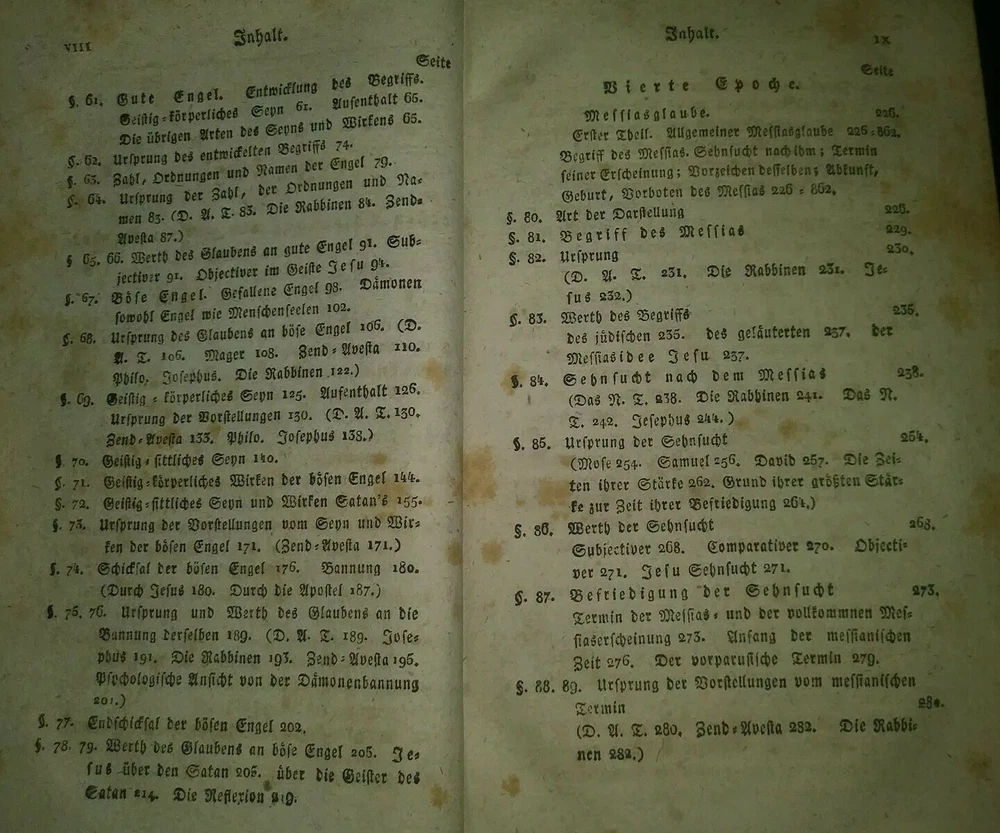 VIII
Inhalt.
Seite
§. 61. Gute Engel. Entwicklung des Begriffs.
Geistig=körperliches Seyn 61. Aufenthalt 65.
Die übrigen Arten des Seyns und Wirkens 65.
§. 62. Ursprung des entwickelten Begriffs 74.
§. 63. Zahl, Ordnungen und Namen der Engel 79.
§. 64. Ursprung der Zahl, der Ordnungen und Na=
men 83. (D. A. T. 83. Die Rabbinen 84. Zend=
Avesta 87.)
§ 65. 66. Werth des Glaubens an gute Engel 91. Sub=
jectiver 91. Objectiver im Geiste Jesu 94.
§. 67. Böse Engel. Gefallene Engel 98. Dämonen
sowohl Engel wie Menschenseelen 102.
§. 68. Ursprung des Glaubens an böse Engel 106. (D.
A. T. 106. Mager 108. Zend=Avesta 110.
Philo. Josephus. Die Rabbinen 122.)
§. 69. Geistig=körperliches Seyn 125. Aufenthalt 126.
Ursprung der Vorstellungen 130. (D. A. T. 130.
Zend=Avesta 133. Philo. Josephus 138.)
§ 70. Geistig=sittliches Seyn 140.
§. 71. Geistig=körperliches Wirken der bösen Engel 144.
§. 72. Geistig=sittliches Seyn und Wirken Satan's 155.
§. 73. Ursprung der Vorstellungen vom Seyn und Wir=
ken der bösen Engel 171. (Zend=Avesta 171.)
§. 74. Schicksal der bösen Engel 176. Bannung 180.
(Durch Jesus 180. Durch die Apostel 187.)
§. 75. 76. Ursprung und Werth des Glaubens an die
Bannung derselben 189. (D. A. T. 189. Jose=
phus 191. Die Rabbinen 193. Zend=Avesta 195.
Psychologische Ansicht von der Dämonenbannung
201.)
§. 77. Endschicksal der bösen Engel 202.
§. 78. 79. Werth des Glaubens an böse Engel 205. Je=
sus über den Satan 205. über die Geister des
Satan 214. Die Reflexion 219.
Inhalt.
IX
Seite
Vierte Epoche.
Messiasglaube. 226.
Erster Theil. Allgemeiner Messiasglaube 226=862.
Begriff des Messias. Sehnsucht nach ihm; Termin
seiner Erscheinung; Vorzeichen desselben; Abkunft,
Geburt, Vorboten des Messias 226=862.
§. 80. Art der Darstellung 226.
§. 81. Begriff des Messias 229.
§. 82. Ursprung 230.
(D. A. T. 231. Die Rabbinen 231. Je=
sus 232.)
§. 83. Werth des Begriffs 235.
des jüdischen 235. des geläuterten 237. der
Messiasidee Jesu 237.
§. 84. Sehnsucht nach dem Messias 238.
(Das N. T. 238. Die Rabbinen 241. Das N.
T. 242. Josephus 244.)
§. 85. Ursprung der Sehnsucht 254.
(Mose 254. Samuel 256. David 257. Die Zei=
ten ihrer Stärke 262. Grund ihrer größten Stär=
ke zur Zeit ihrer Befriedigung 264.)
§. 86. Werth der Sehnsucht 268.
Subjectiver 268. Comparativer 270. Objecti=
ver 271. Jesu Sehnsucht 271.
§. 87. Befriedigung der Sehnsucht 273.
Termin der Messias= und der vollkommnen Mes=
siaserscheinung 273. Anfang der messianischen
Zeit 276. Der vorparusische Termin 279.
§. 88. 89. Ursprung der Vorstellungen vom messianischen
Termin 280.
(D. A. T. 280. Zend=Avesta 282. Die Rabbi=
nen 282.)